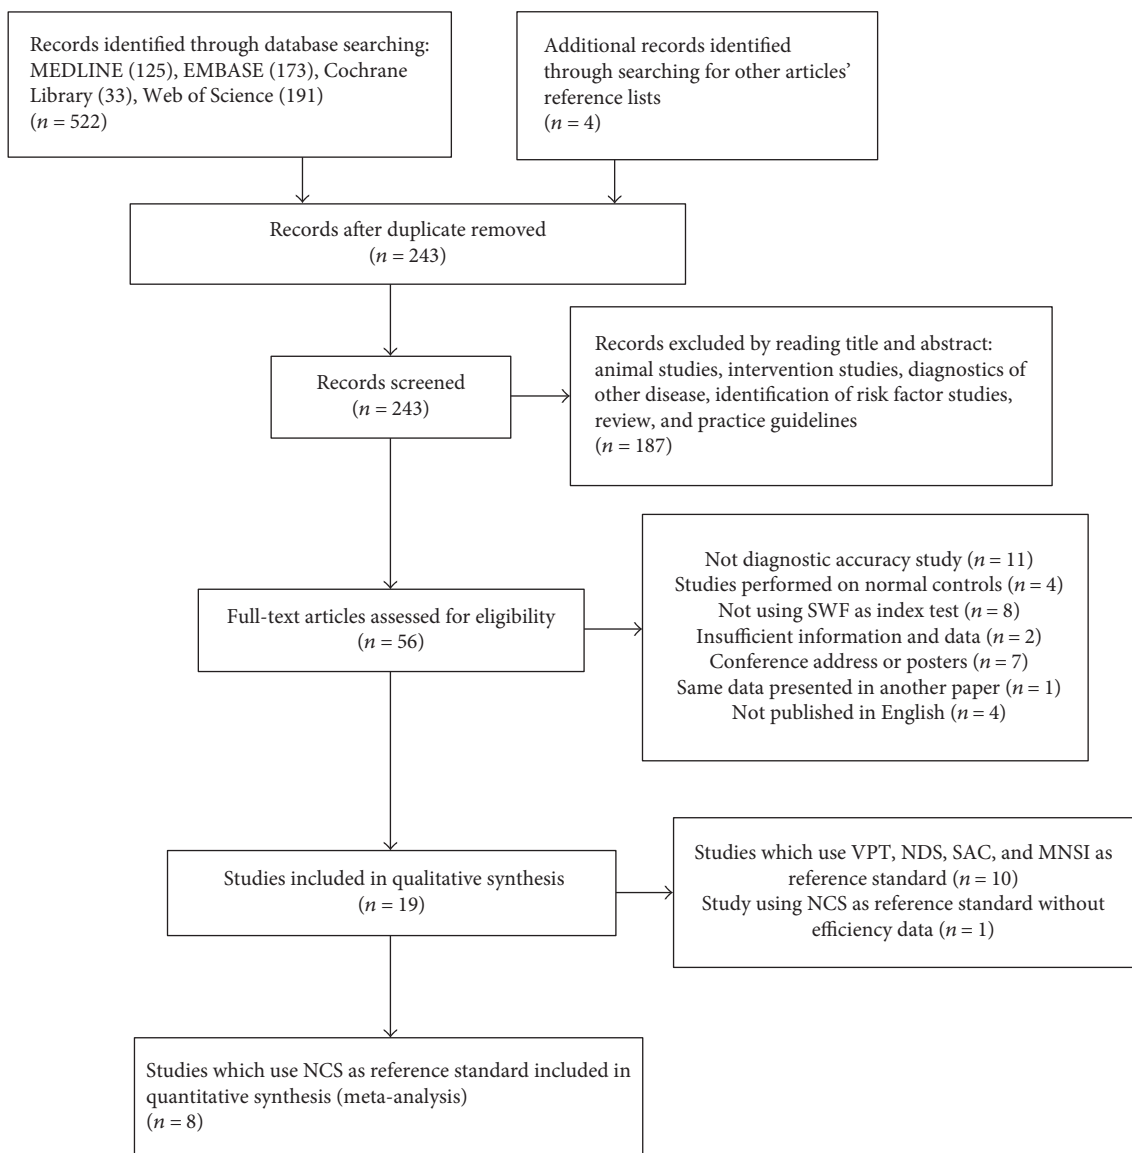 Records identified through database searching:
MEDLINE (125), EMBASE (173), Cochrane
Library (33), Web of Science (191)
(n = 522)
Additional records identified
through searching for other articles’
reference lists
(n = 4)
Records after duplicate removed
(n = 243)
Records screened
(n = 243)
Records excluded by reading title and abstract:
animal studies, intervention studies, diagnostics of
other disease, identification of risk factor studies,
review, and practice guidelines
(n = 187)
Full-text articles assessed for eligibility
(n = 56)
Not diagnostic accuracy study (n = 11)
Studies performed on normal controls (n = 4)
Not using SWF as index test (n = 8)
Insufficient information and data (n = 2)
Conference address or posters (n = 7)
Same data presented in another paper (n = 1)
Not published in English (n = 4)
Studies included in qualitative synthesis
(n = 19)
Studies which use VPT, NDS, SAC, and MNSI as
reference standard (n = 10)
Study using NCS as reference standard without
efficiency data (n = 1)
Studies which use NCS as reference standard included in
quantitative synthesis (meta-analysis)
(n = 8)